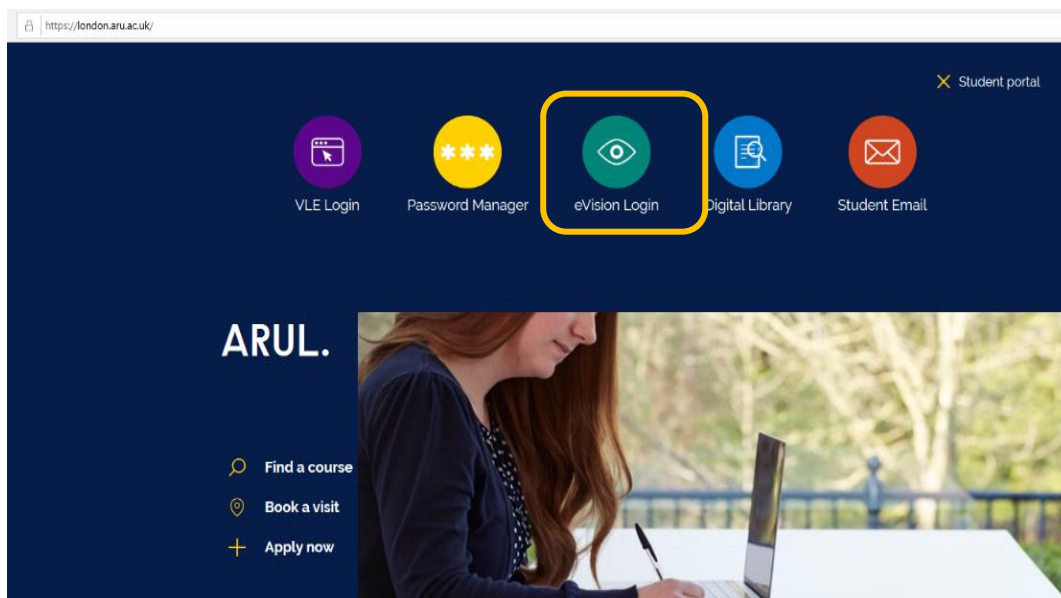 https://london.aru.ac.uk/
Student portal
***
VLE Login
Password Manager
eVision Login
Digital Library
Student Email
ARUL.
Find a course
Book a visit
Apply now